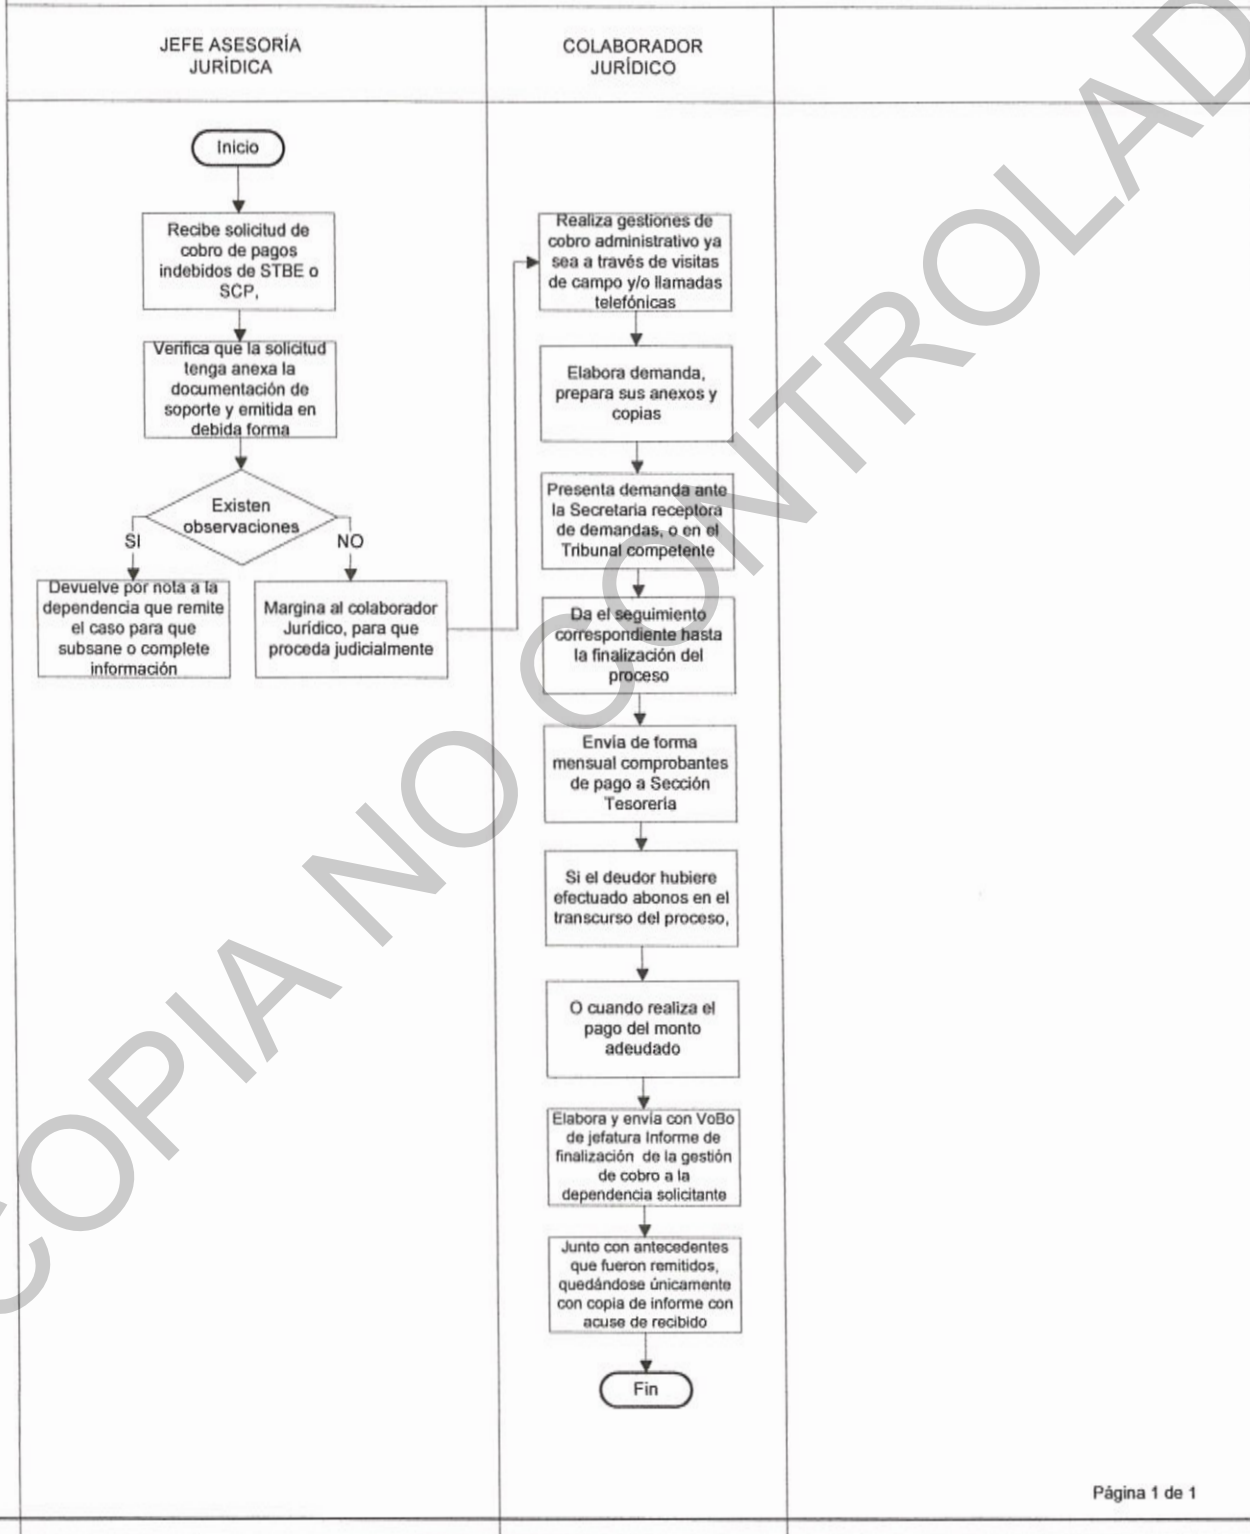 JEFE ASESORÍA
JURÍDICA
COLABORADOR
JURÍDICO
Inicio
Recibe solicitud de
cobro de pagos
indebidos de STBE o
SCP,
Verifica que la solicitud
tenga anexa la
documentación de
soporte y emitida en
debida forma
Existen
observaciones
SI
NO
Devuelve por nota a la
dependencia que remite
el caso para que
subsane o complete
información
Margina al colaborador
Jurídico, para que
proceda judicialmente
Realiza gestiones de
cobro administrativo ya
sea a través de visitas
de campo y/o llamadas
telefónicas
Elabora demanda,
prepara sus anexos y
copias
Presenta demanda ante
la Secretaria receptora
de demandas, o en el
Tribunal competente
Da el seguimiento
correspondiente hasta
la finalización del
proceso
Envía de forma
mensual comprobantes
de pago a Sección
Tesorería
Si el deudor hubiere
efectuado abonos en el
transcurso del proceso,
O cuando realiza el
pago del monto
adeudado
Elabora y envía con VoBo
de jefatura Informe de
finalización de la gestión
de cobro a la
dependencia solicitante
Junto con antecedentes
que fueron remitidos,
quedándose únicamente
con copia de informe con
acuse de recibido
Fin
Página 1 de 1
COPIA NO CONTROLAD